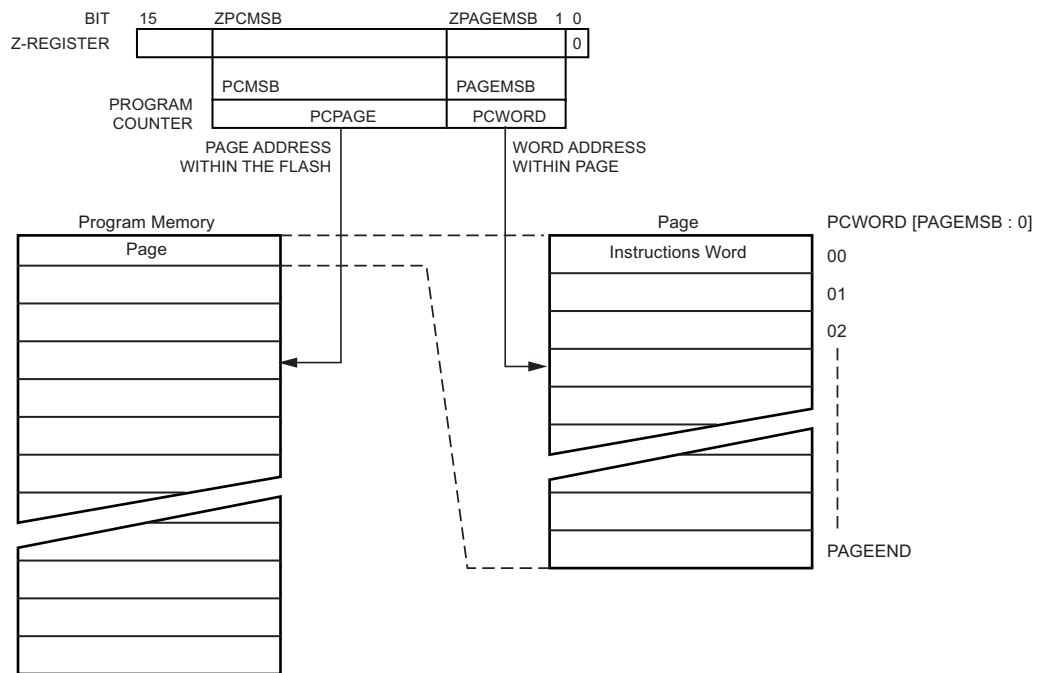 BIT 15 ZPCMSB ZPAGEMSB 1 0
Z-REGISTER 0
PCMSB PAGEMSB
PROGRAM
COUNTER
PCPAGE PCWORD
PAGE ADDRESS
WITHIN THE FLASH
WORD ADDRESS
WITHIN PAGE
Program Memory
Page
Page PCWORD [PAGEMSB : 0]
Instructions Word 00
01
02
PAGEEND